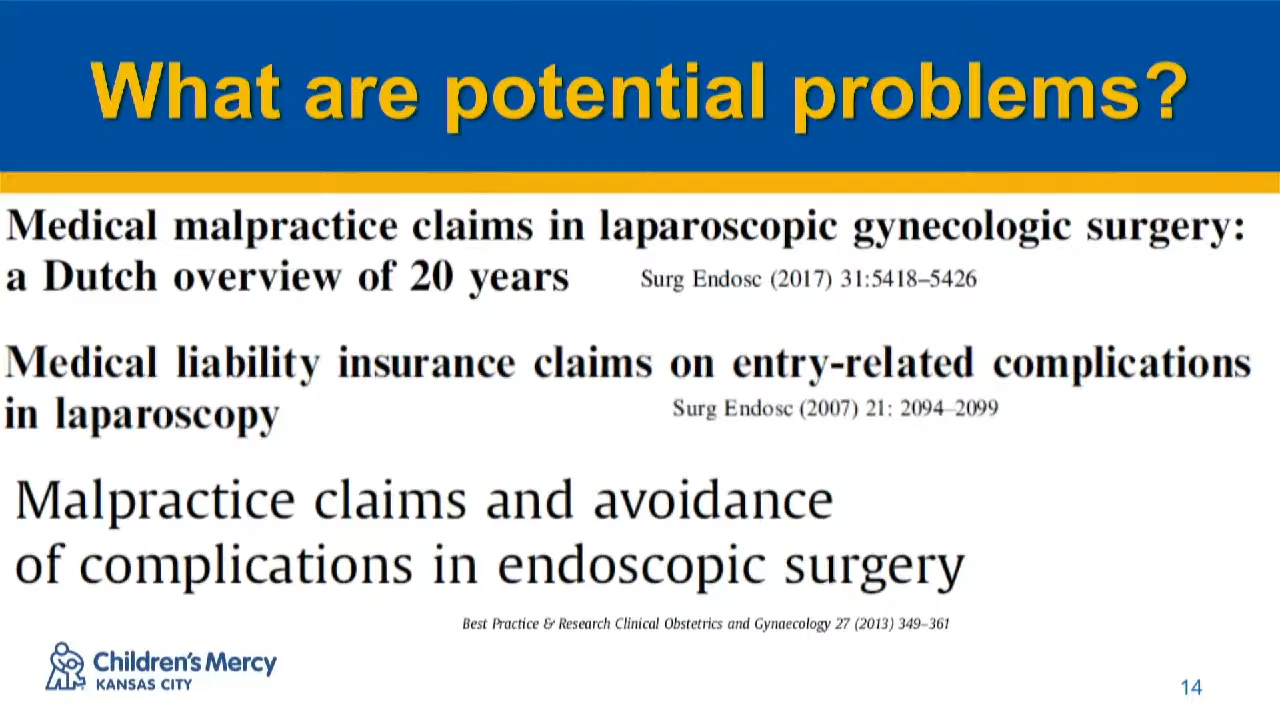 What are potential problems?
Medical malpractice claims in laparoscopic gynecologic surgery:
a Dutch overview of 20 years
Surg Endosc (2017) 31:5418–5426
Medical liability insurance claims on entry-related complications
in laparoscopy
Surg Endosc (2007) 21: 2094–2099
Malpractice claims and avoidance
of complications in endoscopic surgery
Best Practice & Research Clinical Obstetrics and Gynaecology 27 (2013) 349–361
Children's Mercy
KANSAS CITY
14